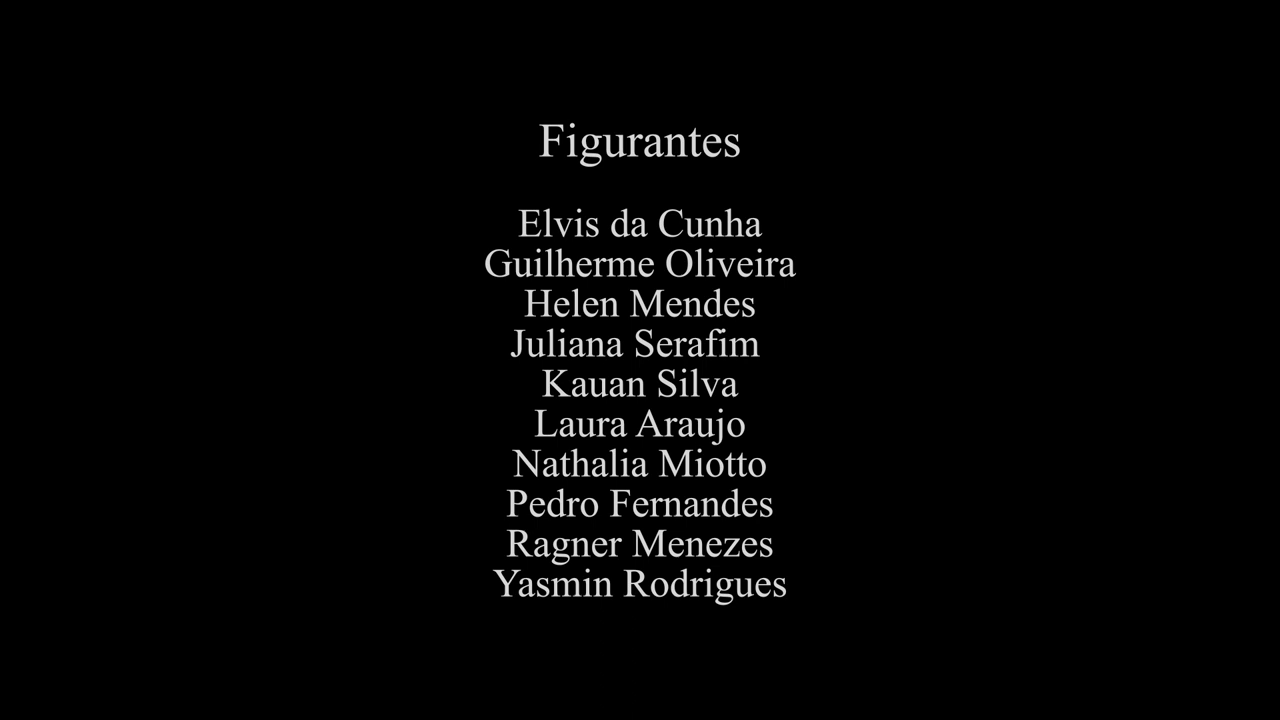 Figurantes
Elvis da Cunha
Guilherme Oliveira
Helen Mendes
Juliana Serafim
Kauan Silva
Laura Araujo
Nathalia Miotto
Pedro Fernandes
Ragner Menezes
Yasmin Rodrigues